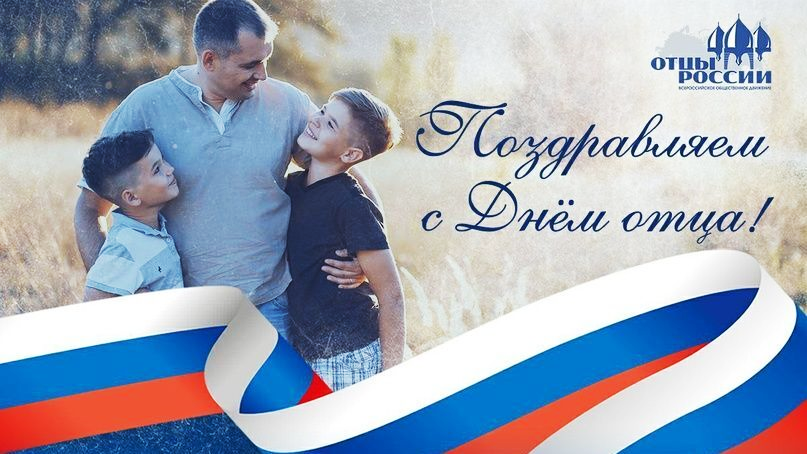 ОТЦЫ
РОССИИ
ВСЕРОССИЙСКОЕ ОБЩЕСТВЕННОЕ ДВИЖЕНИЕ
Поздравляем
с Днём отца!